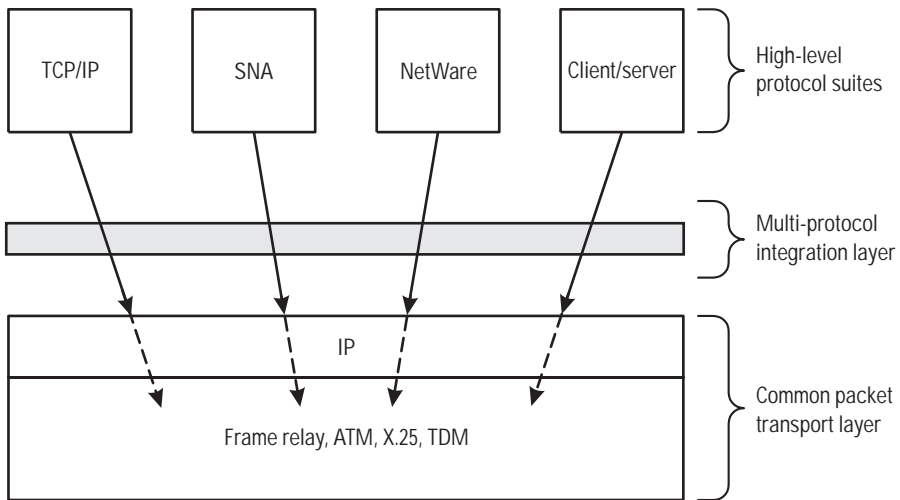 TCP/IP
SNA
NetWare
Client/server
High-level
protocol suites
Multi-protocol
integration layer
IP
Frame relay, ATM, X.25, TDM
Common packet
transport layer